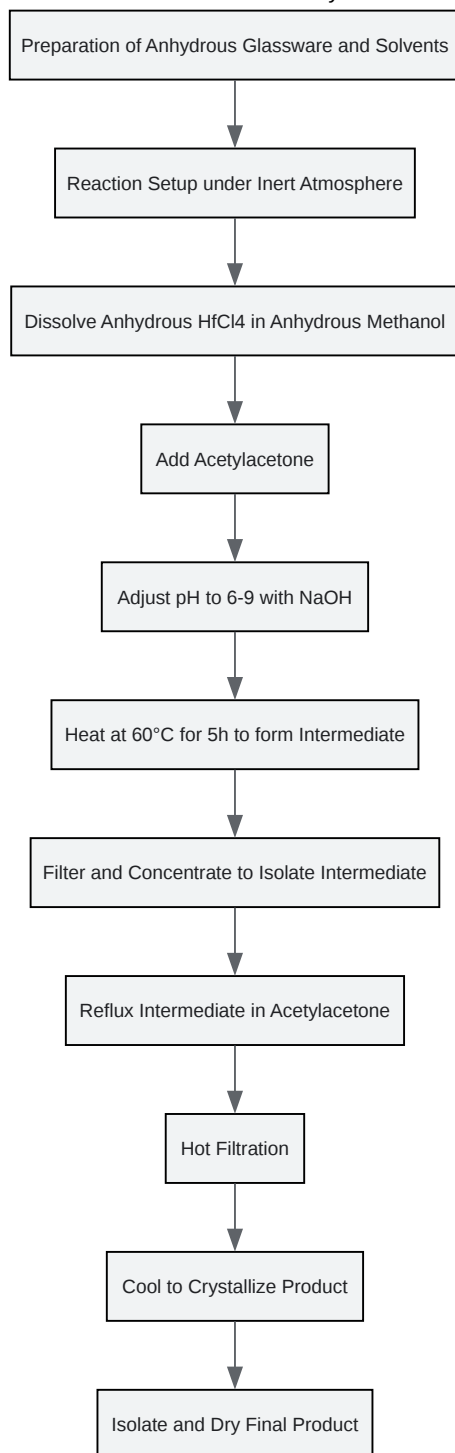 Preparation of Anhydrous Glassware and Solvents
Reaction Setup under Inert Atmosphere
Dissolve Anhydrous HfCl4 in Anhydrous Methanol
Add Acetylacetone
Adjust pH to 6-9 with NaOH
Heat at 60°C for 5h to form Intermediate
Filter and Concentrate to Isolate Intermediate
Reflux Intermediate in Acetylacetone
Hot Filtration
Cool to Crystallize Product
Isolate and Dry Final Product